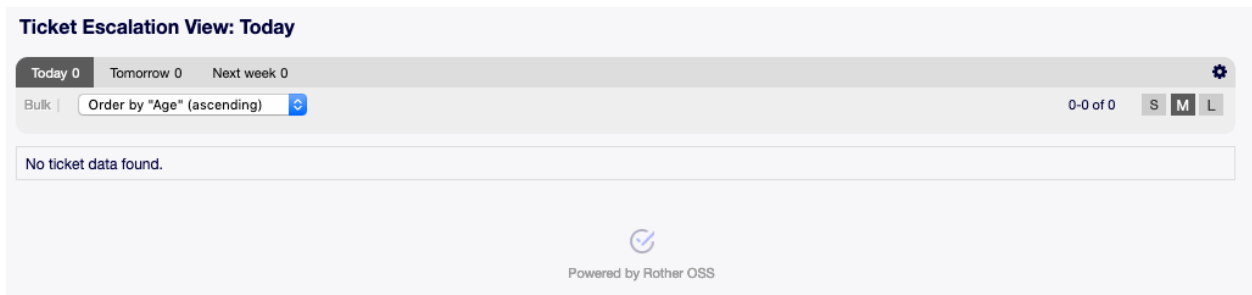 Ticket Escalation View: Today
Today 0 Tomorrow 0 Next week 0
Bulk | Order by "Age" (ascending) 0-0 of 0 S M L
No ticket data found.
Powered by Rother OSS